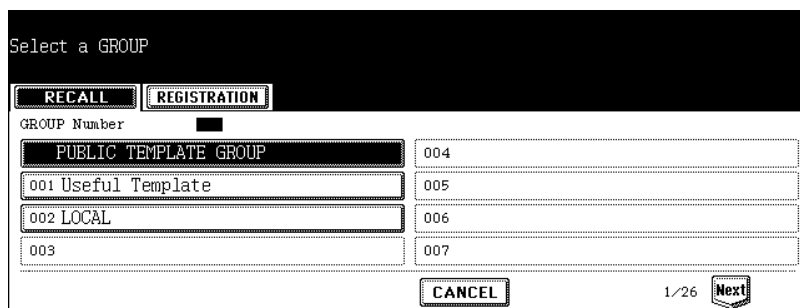 Select a GROUP
RECALL REGISTRATION
GROUP Number
PUBLIC TEMPLATE GROUP
001 Useful Template
002 LOCAL
003
004
005
006
007
CANCEL 1/26 Next